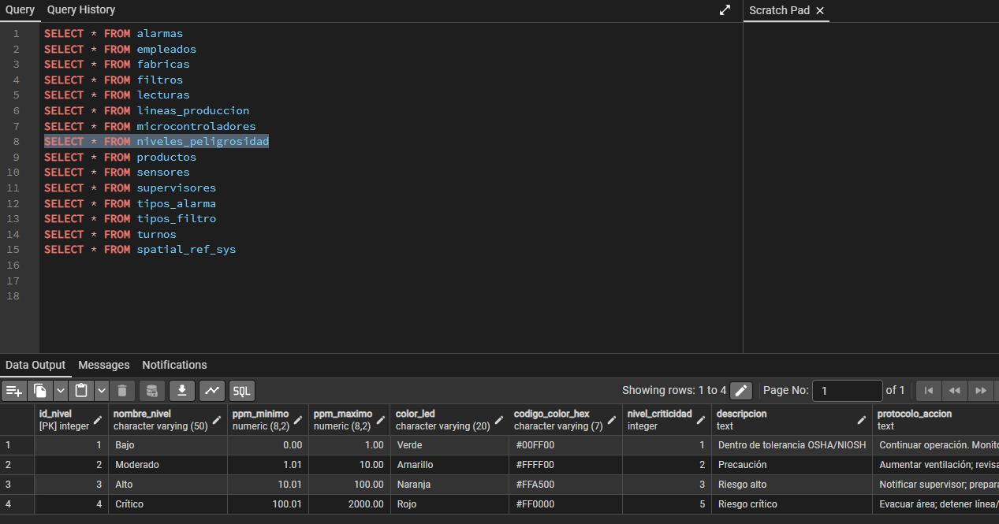 Query Query History Scratch Pad
1 SELECT * FROM alarmas
2 SELECT * FROM empleados
3 SELECT * FROM fabricas
4 SELECT * FROM filtros
5 SELECT * FROM lecturas
6 SELECT * FROM lineas_produccion
7 SELECT * FROM microcontroladores
8 SELECT * FROM niveles_peligrosidad
9 SELECT * FROM productos
10 SELECT * FROM sensores
11 SELECT * FROM supervisores
12 SELECT * FROM tipos_alarma
13 SELECT * FROM tipos_filtro
14 SELECT * FROM turnos
15 SELECT * FROM spatial_ref_sys
16
17
18
Data Output Messages Notifications
SQL Showing rows: 1 to 4 Page No: 1 of 1
id_nivel nombre_nivel ppm_minimo ppm_maximo color_led codigo_color_hex nivel_criticidad descripcion protocolo_accion
[PK] integer character varying (50) numeric (8,2) numeric (8,2) character varying (20) character varying (7) integer text text
1 1 Bajo 0.00 1.00 Verde #00FF00 1 Dentro de tolerancia OSHA/NIOSH Continuar operación. Monito
2 2 Moderado 1.01 10.00 Amarillo #FFFF00 2 Precaución Aumentar ventilación; revisa
3 3 Alto 10.01 100.00 Naranja #FFA500 3 Riesgo alto Notificar supervisor; prepara
4 4 Crítico 100.01 2000.00 Rojo #FF0000 5 Riesgo crítico Evacuar área; detener línea/